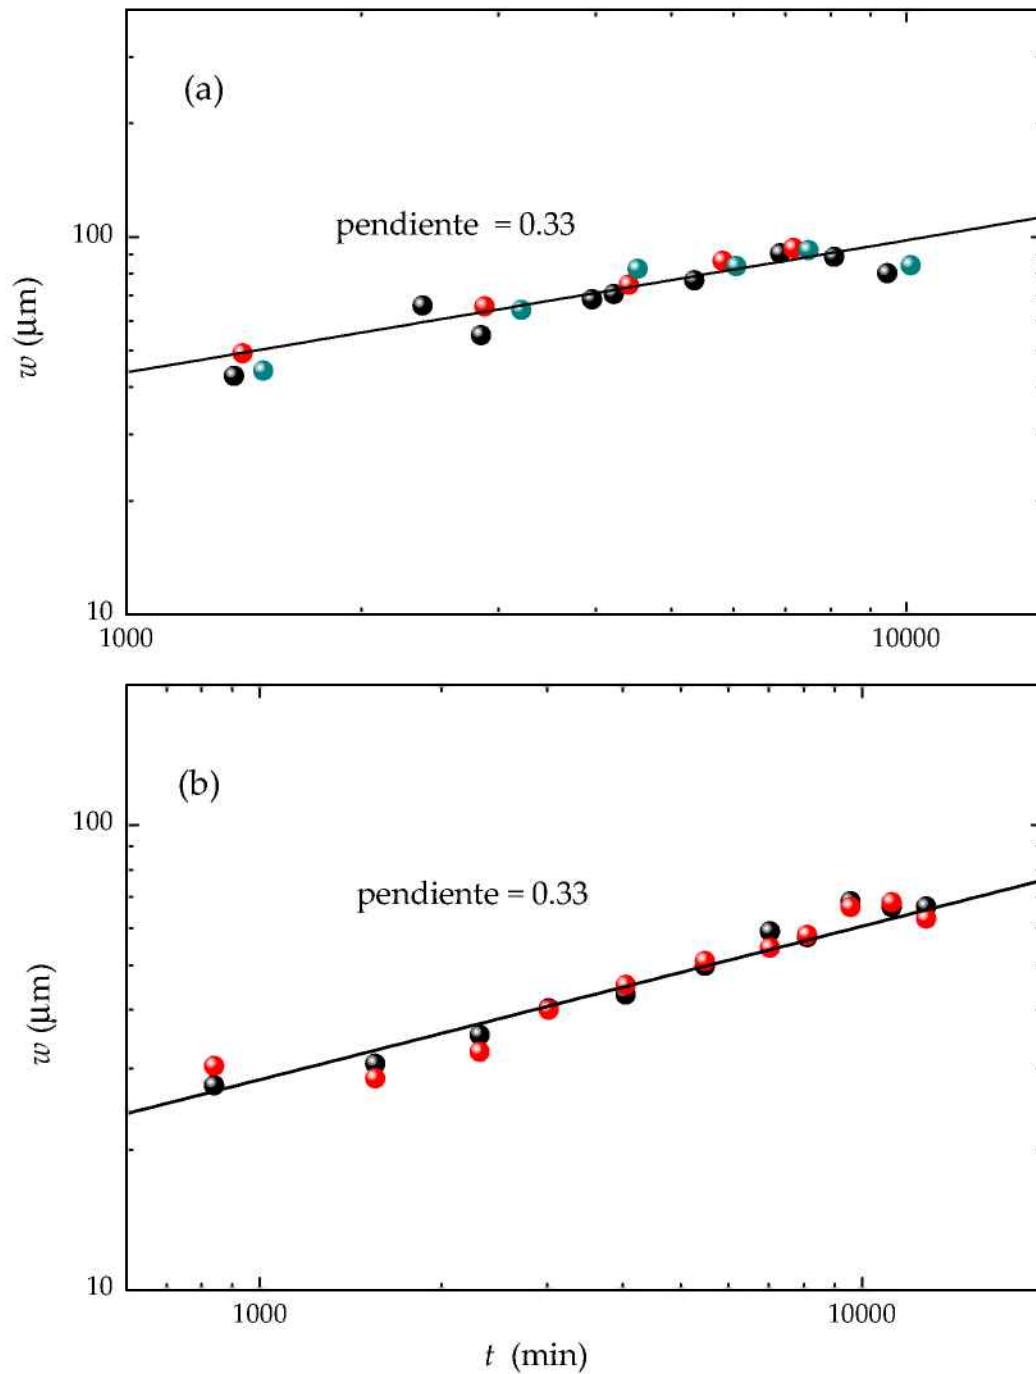 (a)
pendiente = 0.33
100
w (μm)
10
1000
10000
(b)
100
pendiente = 0.33
w (μm)
10
1000
10000
t (min)